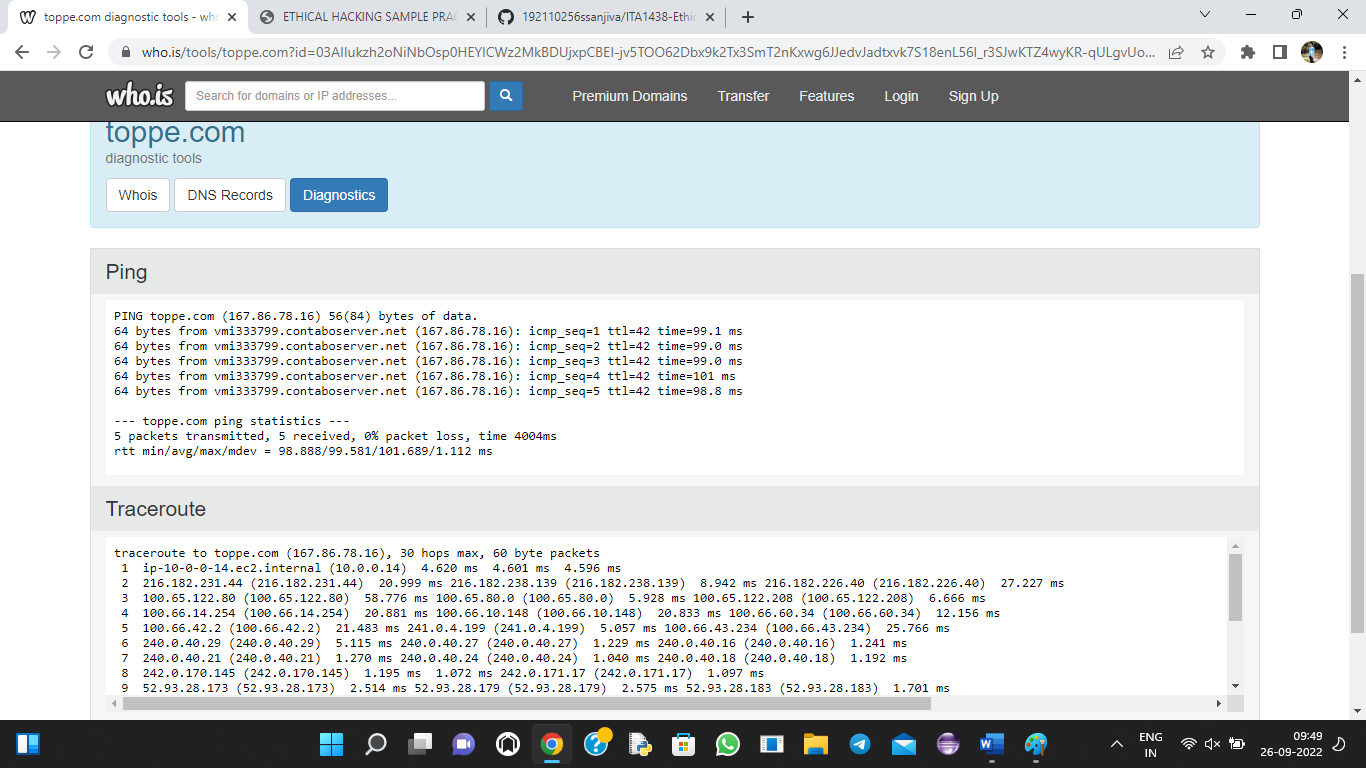 toppe.com diagnostic tools - who
ETHICAL HACKING SAMPLE PRAC
192110256ssanjiva/ITA1438-Ethic
who.is/tools/toppe.com?id=03AIIukzh2oNiNbOsp0HEYICWz2MkBDUjxpCBEI-jv5TOO62Dbx9k2Tx3SmT2nKxwg6JJedvJadtxvk7S18enL56I_r3SJwKTZ4wyKR-qULgvUo...
who.is
Search for domains or IP addresses...
Premium Domains
Transfer
Features
Login
Sign Up
toppe.com
diagnostic tools
Whois
DNS Records
Diagnostics
Ping
PING toppe.com (167.86.78.16) 56(84) bytes of data.
64 bytes from vmi333799.contaboserver.net (167.86.78.16): icmp_seq=1 ttl=42 time=99.1 ms
64 bytes from vmi333799.contaboserver.net (167.86.78.16): icmp_seq=2 ttl=42 time=99.0 ms
64 bytes from vmi333799.contaboserver.net (167.86.78.16): icmp_seq=3 ttl=42 time=99.0 ms
64 bytes from vmi333799.contaboserver.net (167.86.78.16): icmp_seq=4 ttl=42 time=101 ms
64 bytes from vmi333799.contaboserver.net (167.86.78.16): icmp_seq=5 ttl=42 time=98.8 ms
--- toppe.com ping statistics ---
5 packets transmitted, 5 received, 0% packet loss, time 4004ms
rtt min/avg/max/mdev = 98.888/99.581/101.689/1.112 ms
Traceroute
traceroute to toppe.com (167.86.78.16), 30 hops max, 60 byte packets
1 ip-10-0-0-14.ec2.internal (10.0.0.14) 4.620 ms 4.601 ms 4.596 ms
2 216.182.231.44 (216.182.231.44) 20.999 ms 216.182.238.139 (216.182.238.139) 8.942 ms 216.182.226.40 (216.182.226.40) 27.227 ms
3 100.65.122.80 (100.65.122.80) 58.776 ms 100.65.80.0 (100.65.80.0) 5.928 ms 100.65.122.208 (100.65.122.208) 6.666 ms
4 100.66.14.254 (100.66.14.254) 20.881 ms 100.66.10.148 (100.66.10.148) 20.833 ms 100.66.60.34 (100.66.60.34) 12.156 ms
5 100.66.42.2 (100.66.42.2) 21.483 ms 241.0.4.199 (241.0.4.199) 5.057 ms 100.66.43.234 (100.66.43.234) 25.766 ms
6 240.0.40.29 (240.0.40.29) 5.115 ms 240.0.40.27 (240.0.40.27) 1.229 ms 240.0.40.16 (240.0.40.16) 1.241 ms
7 240.0.40.21 (240.0.40.21) 1.270 ms 240.0.40.24 (240.0.40.24) 1.040 ms 240.0.40.18 (240.0.40.18) 1.192 ms
8 242.0.170.145 (242.0.170.145) 1.195 ms 1.072 ms 242.0.171.17 (242.0.171.17) 1.097 ms
9 52.93.28.173 (52.93.28.173) 2.514 ms 52.93.28.179 (52.93.28.179) 2.575 ms 52.93.28.183 (52.93.28.183) 1.701 ms
ENG
IN
09:49
26-09-2022